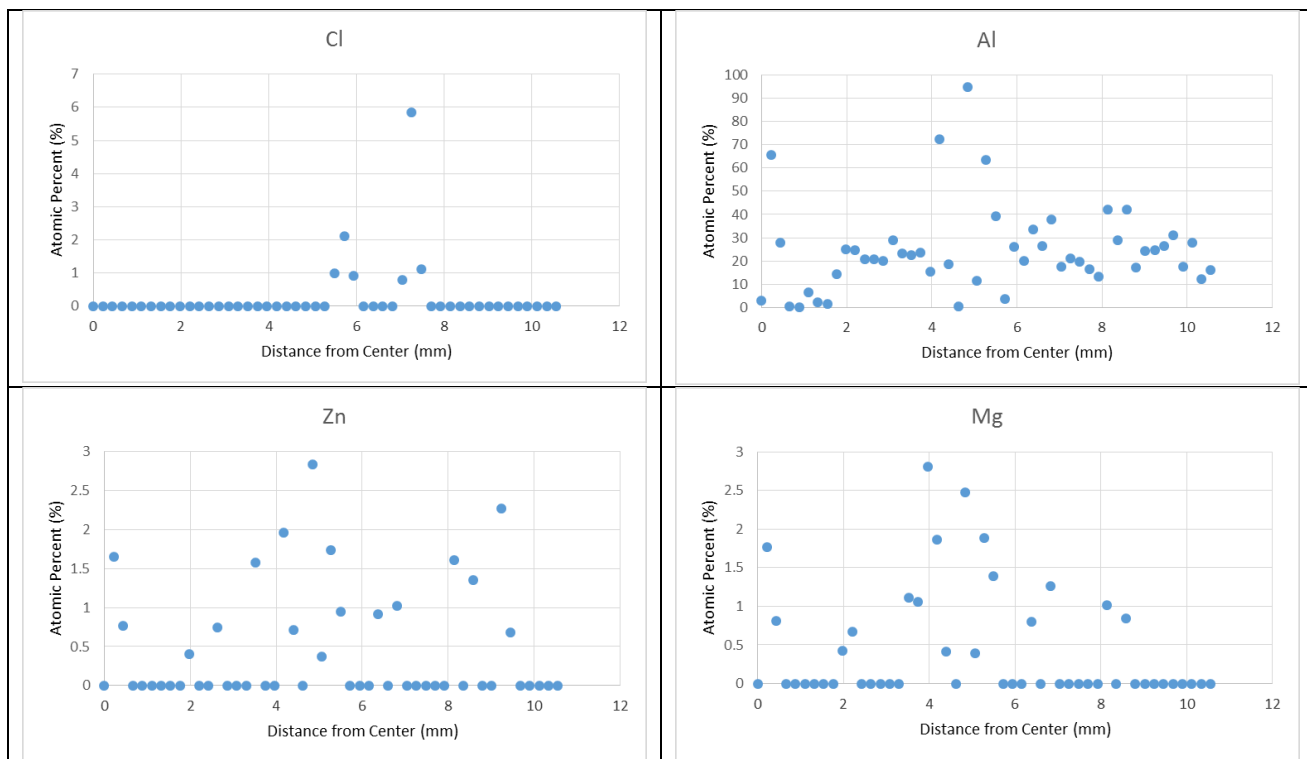 Cl
7
6
5
4
3
2
1
0
0 2 4 6 8 10 12
Atomic Percent (%)
Distance from Center (mm)
Al
100
90
80
70
60
50
40
30
20
10
0
0 2 4 6 8 10 12
Atomic Percent (%)
Distance from Center (mm)
Zn
3
2.5
2
1.5
1
0.5
0
0 2 4 6 8 10 12
Atomic Percent (%)
Distance from Center (mm)
Mg
3
2.5
2
1.5
1
0.5
0
0 2 4 6 8 10 12
Atomic Percent (%)
Distance from Center (mm)